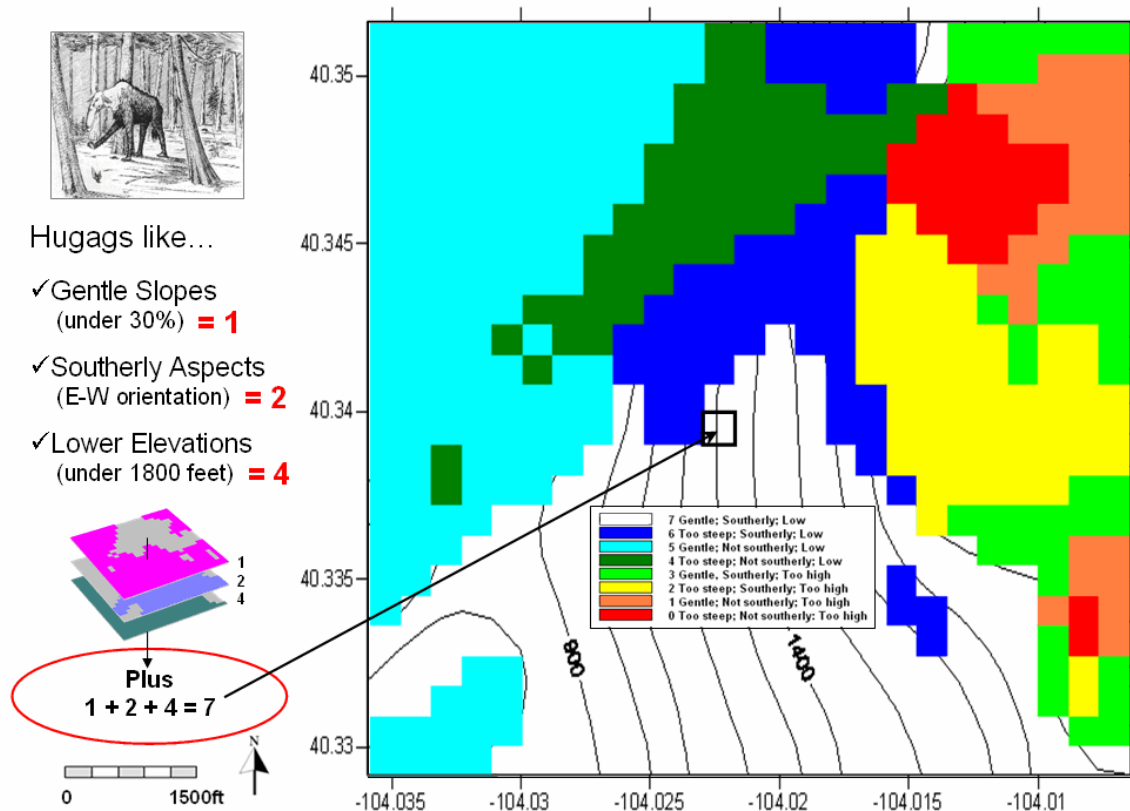 Hugags like…
✓Gentle Slopes
(under 30%) = 1
✓Southerly Aspects
(E-W orientation) = 2
✓Lower Elevations
(under 1800 feet) = 4
1
2
4
Plus
1 + 2 + 4 = 7
N
0 1500ft
40.35
40.345
40.34
40.335
40.33
7 Gentle; Southerly; Low
6 Too steep; Southerly; Low
5 Gentle; Not southerly; Low
4 Too steep; Not southerly; Low
3 Gentle, Southerly; Too high
2 Too steep; Southerly; Too high
1 Gentle; Not southerly; Too high
0 Too steep; Not southerly; Too high
900
1400
-104.035 -104.03 -104.025 -104.02 -104.015 -104.01